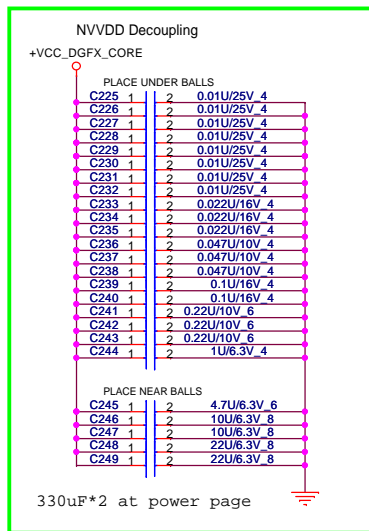 NVVDD Decoupling
+VCC_DGFX_CORE
PLACE UNDER BALLS
C225 1 2 0.01U/25V_4
C226 1 2 0.01U/25V_4
C227 1 2 0.01U/25V_4
C228 1 2 0.01U/25V_4
C229 1 2 0.01U/25V_4
C230 1 2 0.01U/25V_4
C231 1 2 0.01U/25V_4
C232 1 2 0.01U/25V_4
C233 1 2 0.022U/16V_4
C234 1 2 0.022U/16V_4
C235 1 2 0.022U/16V_4
C236 1 2 0.047U/10V_4
C237 1 2 0.047U/10V_4
C238 1 2 0.047U/10V_4
C239 1 2 0.1U/16V_4
C240 1 2 0.1U/16V_4
C241 1 2 0.22U/10V_6
C242 1 2 0.22U/10V_6
C243 1 2 0.22U/10V_6
C244 1 2 1U/6.3V_4
PLACE NEAR BALLS
C245 1 2 4.7U/6.3V_6
C246 1 2 10U/6.3V_8
C247 1 2 10U/6.3V_8
C248 1 2 22U/6.3V_8
C249 1 2 22U/6.3V_8
330uF*2 at power page